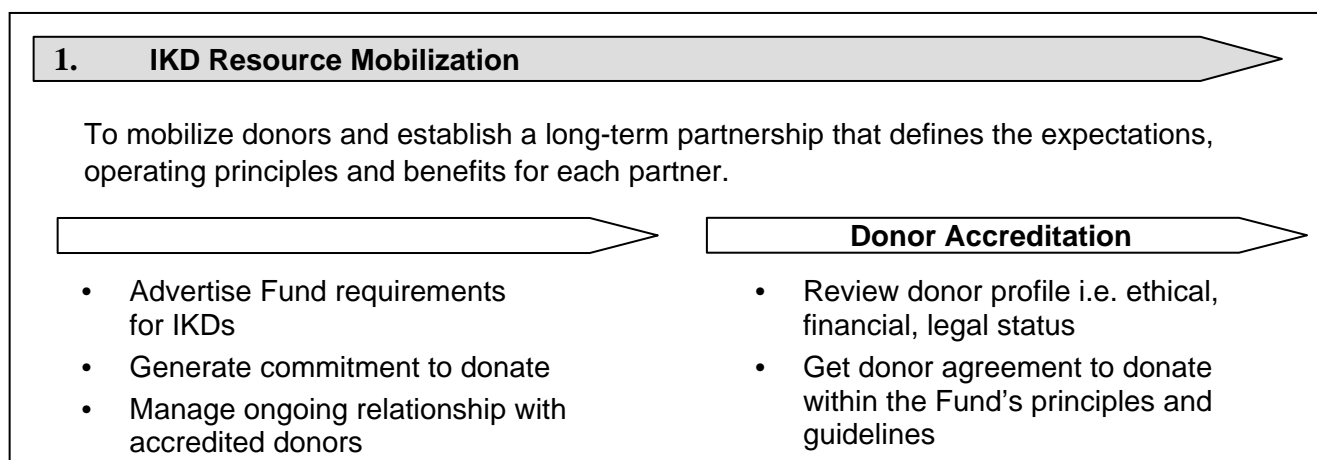 1. IKD Resource Mobilization
To mobilize donors and establish a long-term partnership that defines the expectations,
operating principles and benefits for each partner.
• Advertise Fund requirements
for IKDs
• Generate commitment to donate
• Manage ongoing relationship with
accredited donors
Donor Accreditation
• Review donor profile i.e. ethical,
financial, legal status
• Get donor agreement to donate
within the Fund's principles and
guidelines